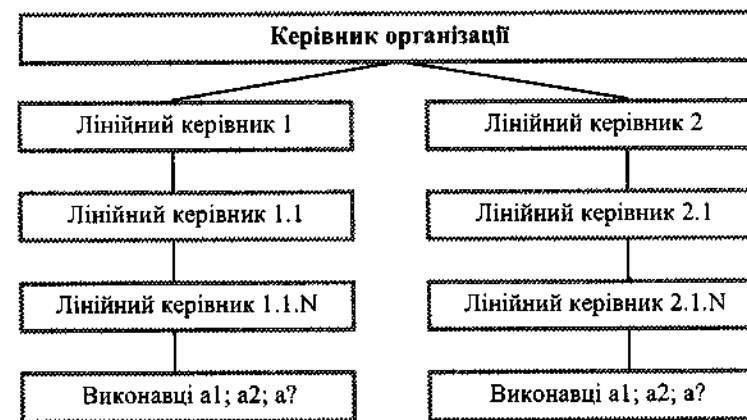 Керівник організації
Лінійний керівник 1
Лінійний керівник 2
Лінійний керівник 1.1
Лінійний керівник 2.1
Лінійний керівник 1.1.N
Лінійний керівник 2.1.N
Виконавці а1; а2; а?
Виконавці а1; а2; а?